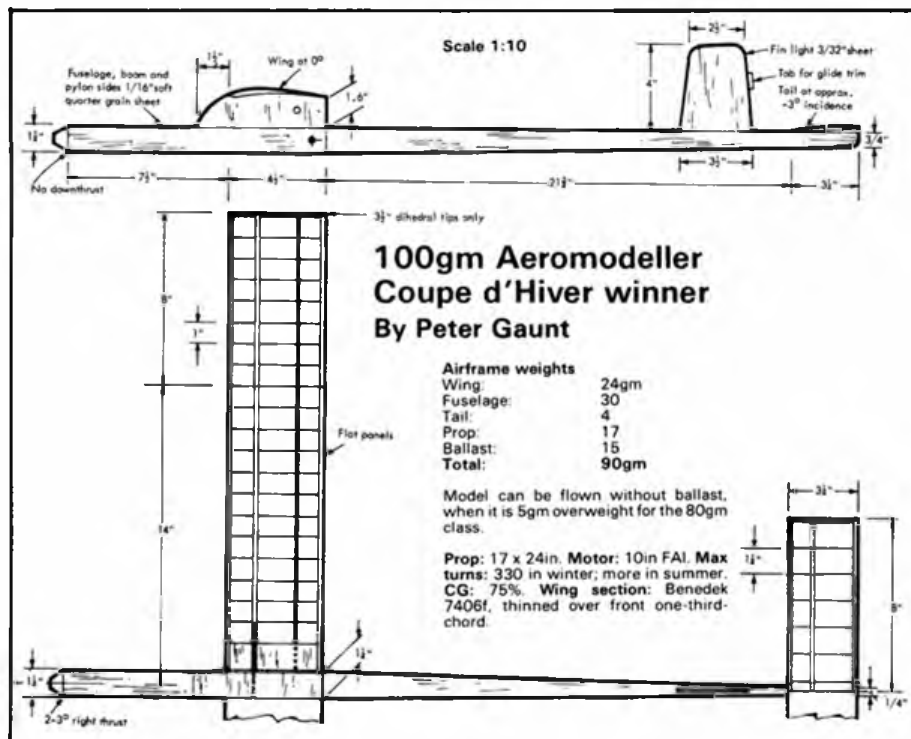 2½"
Scale 1:10
1½"
Wing at 0°
Fin light 3/32"sheet
Fuselage, boom and
pylon sides 1/16"soft
quarter grain sheet
Tab for glide trim
4"
Tail at approx.
-3° incidence
1.6"
3/4"
No downthrust
7½"
4½"
3½"
3½" dihedral tips only
100gm Aeromodeller
Coupe d'Hiver winner
By Peter Gaunt
8"
1"
Airframe weights
Wing: 24gm
Fuselage: 30
Tail: 4
Prop: 17
Ballast: 15
Total: 90gm
Flat panels
Model can be flown without ballast,
when it is 5gm overweight for the 80gm
class.
14"
Prop: 17 x 24in. Motor: 10in FAI. Max
turns: 330 in winter; more in summer.
CG: 75%. Wing section: Benedek
7406f, thinned over front one-third-
chord.
8"
1/4"
2-3° right thrust